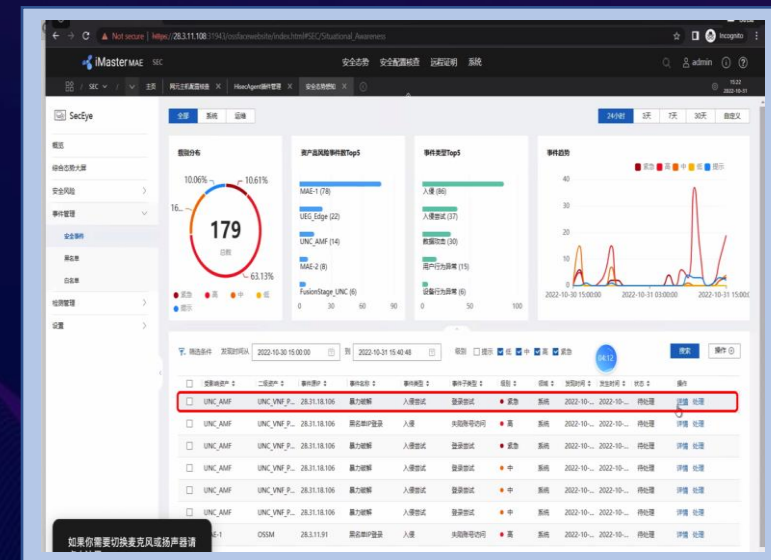 Not secure | https://28.3.11.108:31943/ossfacewebsite/index.html#SEC/Situational_Awareness
Incognito
iMaster MAE SEC
安全态势 安全配置核查 远程证明 系统
admin
/ SEC / 主页 网元主机配置核查 × HisecAgent插件管理 × 安全态势感知 ×
15:22
2022-10-31
SecEye
全部 系统 运维
24小时 3天 7天 30天 自定义
概览
综合态势大屏
安全风险
事件管理
安全事件
黑名单
白名单
检测管理
设置
级别分布
10.06% 10.61%
16...
179
总数
63.13%
紧急 高 中 低
提示
资产高风险事件数Top5
MAE-1 (78)
UEG_Edge (22)
UNC_AMF (14)
MAE-2 (8)
FusionStage_UNC (6)
0 30 60 90
事件类型Top5
入侵 (86)
入侵尝试 (37)
数据攻击 (30)
用户行为异常 (15)
设备行为异常 (6)
0 50 100
事件趋势
紧急 高 中 低 提示
40
30
20
10
0
2022-10-30 15:00:00 2022-10-31 03:00:00 2022-10-31 15:00:(
筛选条件 发现时间从 2022-10-30 15:00:00 到 2022-10-31 15:40:48 级别 提示 低 中 高 紧急 04:12 搜索 操作
受影响资产 二级资产 事件源IP 事件名称 事件类型 事件子类型 级别 领域 发现时间 发生时间 状态 操作
UNC_AMF UNC_VNF_P... 28.31.18.106 暴力破解 入侵尝试 登录尝试 紧急 系统 2022-10-... 2022-10-... 待处理 详情 处理
UNC_AMF UNC_VNF_P... 28.31.18.106 黑名单IP登录 入侵 失陷账号访问 高 系统 2022-10-... 2022-10-... 待处理 详情 处理
UNC_AMF UNC_VNF_P... 28.31.18.106 暴力破解 入侵尝试 登录尝试 紧急 系统 2022-10-... 2022-10-... 待处理 详情 处理
UNC_AMF UNC_VNF_P... 28.31.18.106 暴力破解 入侵尝试 登录尝试 中 系统 2022-10-... 2022-10-... 待处理 详情 处理
UNC_AMF UNC_VNF_P... 28.31.18.106 暴力破解 入侵尝试 登录尝试 中 系统 2022-10-... 2022-10-... 待处理 详情 处理
AE-1 OSSM 28.3.11.91 黑名单IP登录 入侵 失陷账号访问 高 系统 2022-10-... 2022-10-... 待处理 详情 处理
如果你需要切换麦克风或扬声器请